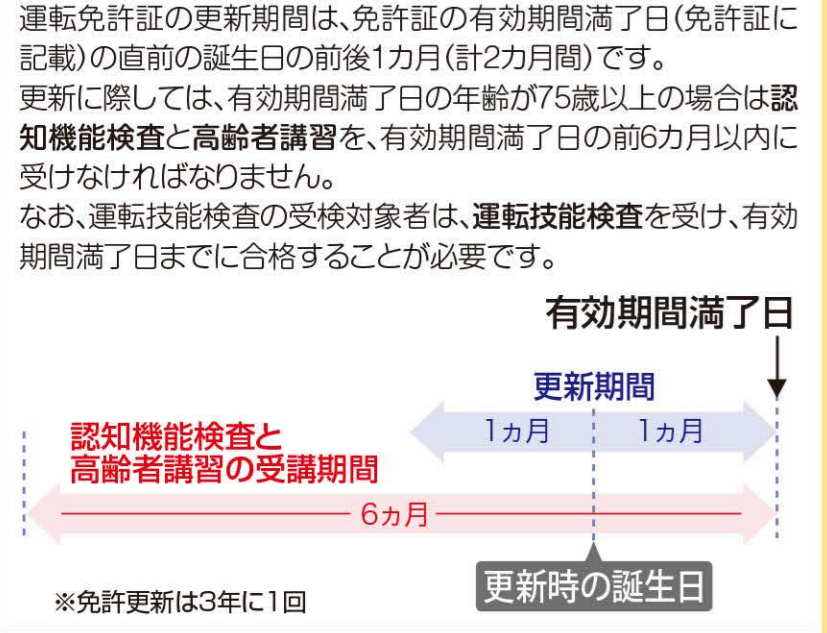 運転免許証の更新期間は、免許証の有効期間満了日(免許証に
記載)の直前の誕生日の前後1カ月(計2カ月間)です。
更新に際しては、有効期間満了日の年齢が75歳以上の場合は認
知機能検査と高齢者講習を、有効期間満了日の前6カ月以内に
受けなければなりません。
なお、運転技能検査の受検対象者は、運転技能検査を受け、有効
期間満了日までに合格することが必要です。
有効期間満了日
更新期間
1ヵ月 1ヵ月
認知機能検査と
高齢者講習の受講期間
6ヵ月
更新時の誕生日
※免許更新は3年に1回